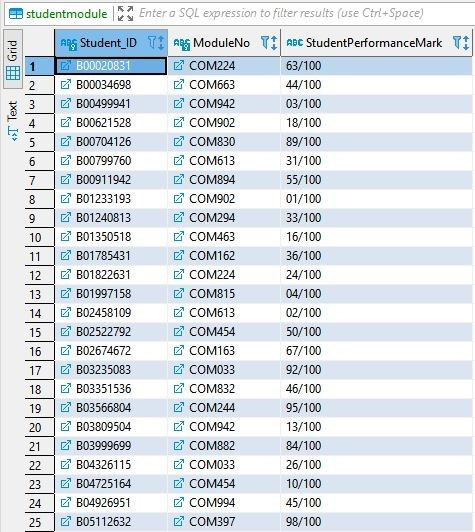 studentmodule Enter a SQL expression to filter results (use Ctrl+Space)
Grid
Text
ABC Student_ID ABC ModuleNo ABC StudentPerformanceMark
1 B00020831 COM224 63/100
2 B00034698 COM663 44/100
3 B00499941 COM942 03/100
4 B00621528 COM902 18/100
5 B00704126 COM830 89/100
6 B00799760 COM613 31/100
7 B00911942 COM894 55/100
8 B01233193 COM902 01/100
9 B01240813 COM294 33/100
10 B01350518 COM463 16/100
11 B01785431 COM162 36/100
12 B01822631 COM224 24/100
13 B01997158 COM815 04/100
14 B02458109 COM613 02/100
15 B02522792 COM454 50/100
16 B02674672 COM163 67/100
17 B03235083 COM033 92/100
18 B03351536 COM832 46/100
19 B03566804 COM244 95/100
20 B03809504 COM942 13/100
21 B03999699 COM882 84/100
22 B04326115 COM033 26/100
23 B04725164 COM454 10/100
24 B04926951 COM994 45/100
25 B05112632 COM397 98/100